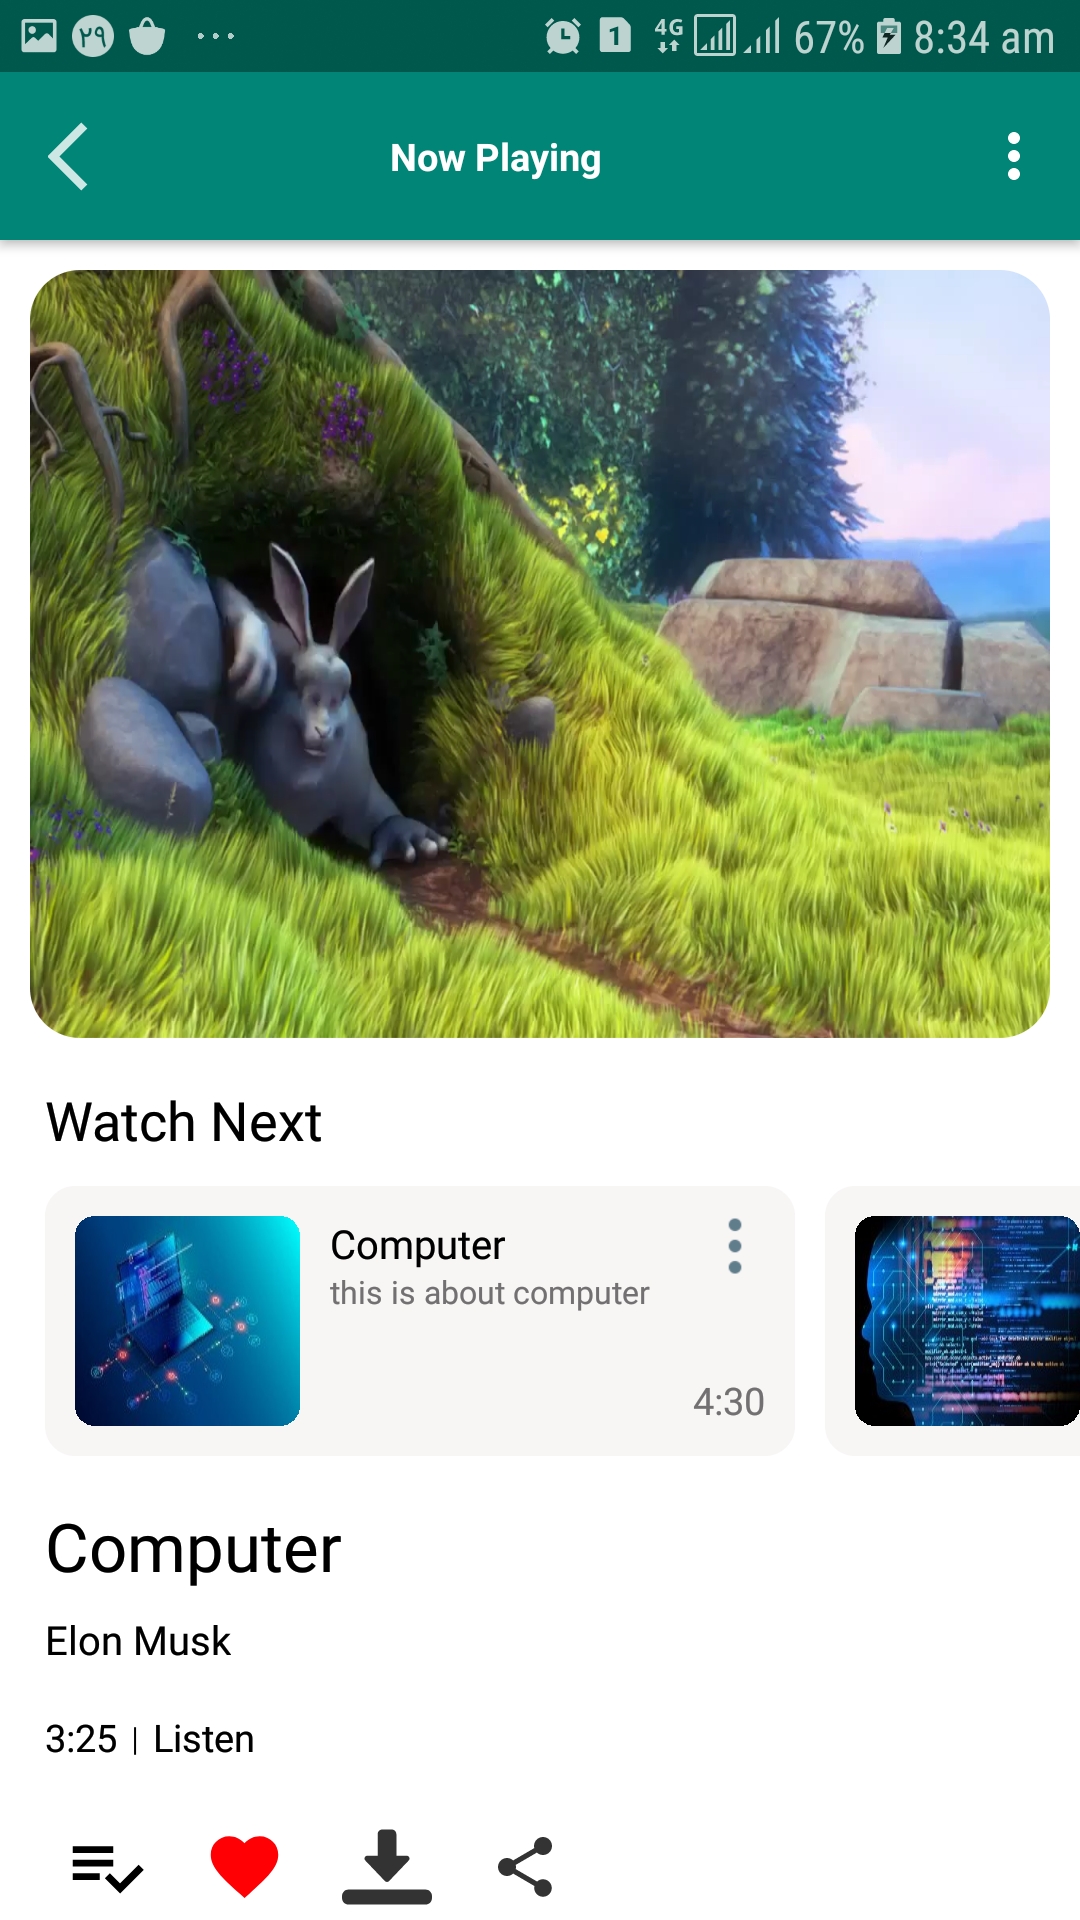 ۲۹ 1 4G 67% 8:34 am
Now Playing
Watch Next
Computer
this is about computer
4:30
Computer
Elon Musk
3:25 | Listen